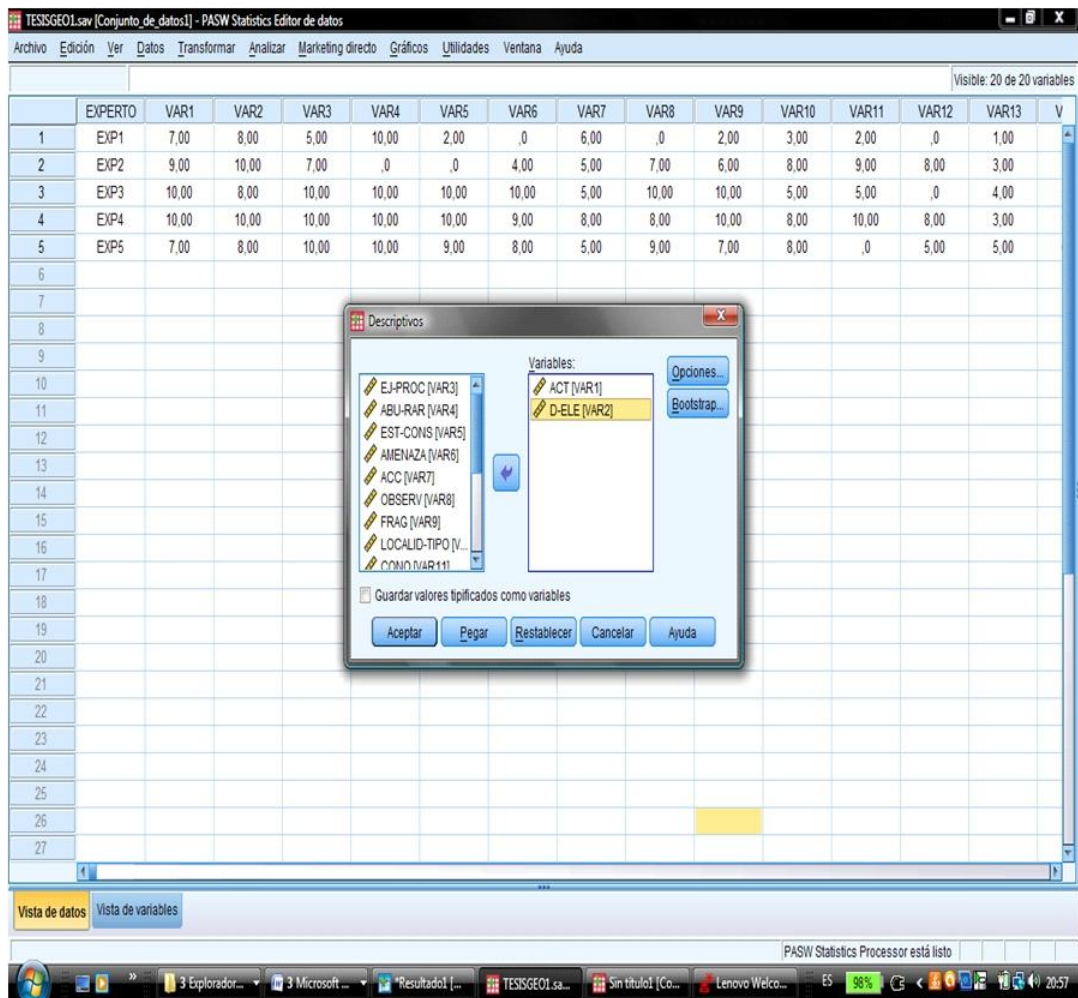 TESISGEO1.sav [Conjunto_de_datos1] - PASW Statistics Editor de datos
Archivo Edición Ver Datos Transformar Analizar Marketing directo Gráficos Utilidades Ventana Ayuda
Visible: 20 de 20 variables
EXPERTO VAR1 VAR2 VAR3 VAR4 VAR5 VAR6 VAR7 VAR8 VAR9 VAR10 VAR11 VAR12 VAR13 V
1 EXP1 7,00 8,00 5,00 10,00 2,00 ,0 6,00 ,0 2,00 3,00 2,00 ,0 1,00
2 EXP2 9,00 10,00 7,00 ,0 ,0 4,00 5,00 7,00 6,00 8,00 9,00 8,00 3,00
3 EXP3 10,00 8,00 10,00 10,00 10,00 10,00 5,00 10,00 10,00 5,00 5,00 ,0 4,00
4 EXP4 10,00 10,00 10,00 10,00 10,00 9,00 8,00 8,00 10,00 8,00 10,00 8,00 3,00
5 EXP5 7,00 8,00 10,00 10,00 9,00 8,00 5,00 9,00 7,00 8,00 ,0 5,00 5,00
6
7
8
9
10
11
12
13
14
15
16
17
18
19
20
21
22
23
24
25
26
27
Descriptivos
EJ-PROC [VAR3]
ABU-RAR [VAR4]
EST-CONS [VAR5]
AMENAZA [VAR6]
ACC [VAR7]
OBSERV [VAR8]
FRAG [VAR9]
LOCALID-TIPO [V...
CONO [VAR11]
Variables:
ACT [VAR1]
D-ELE [VAR2]
Opciones...
Bootstrap...
Guardar valores tipificados como variables
Aceptar Pegar Restablecer Cancelar Ayuda
Vista de datos Vista de variables
PASW Statistics Processor está listo
3 Explorador... 3 Microsoft ... *Resultado1 [... TESISGEO1.sa... Sin título1 [Co... Lenovo Welco... ES 98% 20:57